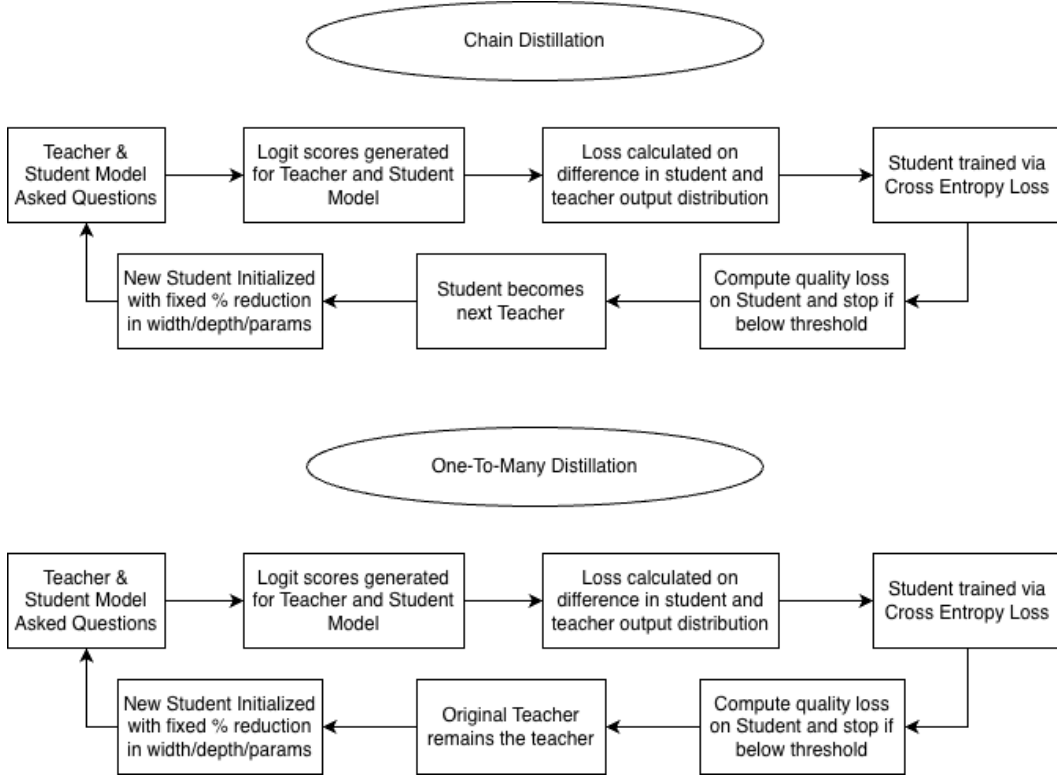 Chain Distillation
Teacher &
Student Model
Asked Questions
Logit scores generated
for Teacher and Student
Model
Loss calculated on
difference in student and
teacher output distribution
Student trained via
Cross Entropy Loss
New Student Initialized
with fixed % reduction
in width/depth/params
Student becomes
next Teacher
Compute quality loss
on Student and stop if
below threshold
One-To-Many Distillation
Teacher &
Student Model
Asked Questions
Logit scores generated
for Teacher and Student
Model
Loss calculated on
difference in student and
teacher output distribution
Student trained via
Cross Entropy Loss
New Student Initialized
with fixed % reduction
in width/depth/params
Original Teacher
remains the teacher
Compute quality loss
on Student and stop if
below threshold